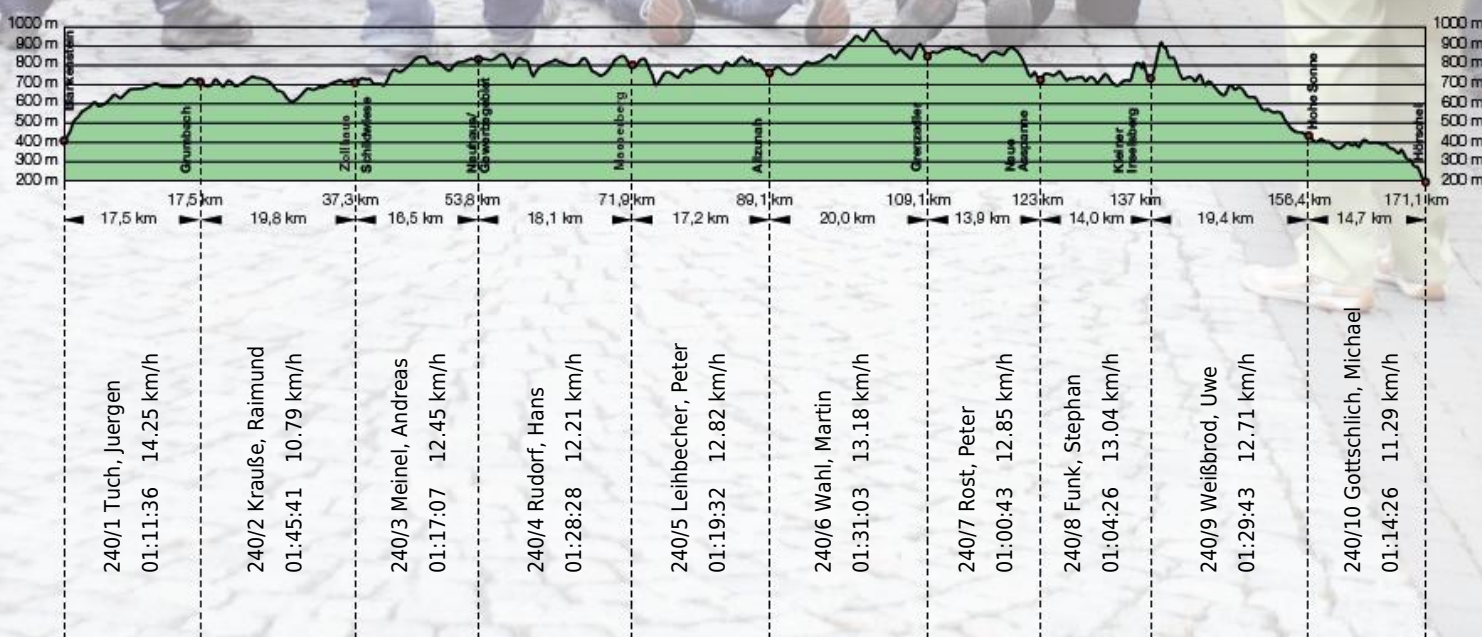 1000 m
900 m
800 m
700 m
600 m
500 m
400 m
300 m
200 m
1000 m
900 m
800 m
700 m
600 m
500 m
400 m
300 m
200 m
Grumbach
Neuhaus/
Masserberg
Allzunah
Grenzadler
Neue
Ausspanne
Kleiner
Inselsberg
Hohe Sonne
Hörschel
17,5 km
37,3 km
53,8 km
71,9 km
89,1 km
109,1 km
123 km
137 km
156,4 km
171,1 km
17,5 km
19,8 km
16,5 km
18,1 km
17,2 km
20,0 km
13,9 km
14,0 km
19,4 km
14,7 km
240/1 Tuch, Juergen
01:11:36 14.25 km/h
240/2 Krauße, Raimund
01:45:41 10.79 km/h
240/3 Meinel, Andreas
01:17:07 12.45 km/h
240/4 Rudorf, Hans
01:28:28 12.21 km/h
240/5 Leihbecher, Peter
01:19:32 12.82 km/h
240/6 Wahl, Martin
01:31:03 13.18 km/h
240/7 Rost, Peter
01:00:43 12.85 km/h
240/8 Funk, Stephan
01:04:26 13.04 km/h
240/9 Weißbrod, Uwe
01:29:43 12.71 km/h
240/10 Gottschlich, Michael
01:14:26 11.29 km/h